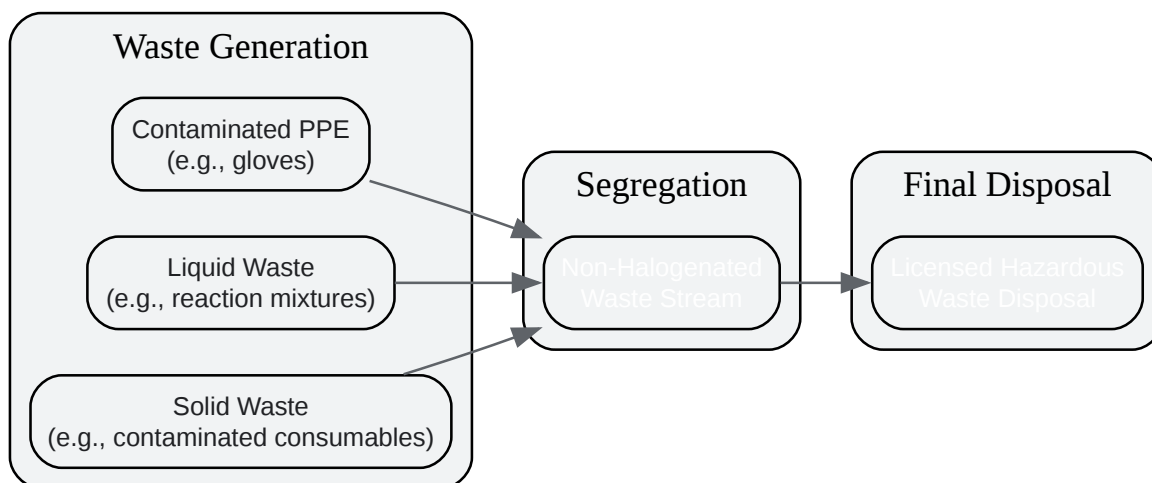 Waste Generation
Contaminated PPE
(e.g., gloves)
Liquid Waste
(e.g., reaction mixtures)
Solid Waste
(e.g., contaminated consumables)
Segregation
Non-Halogenated
Waste Stream
Final Disposal
Licensed Hazardous
Waste Disposal